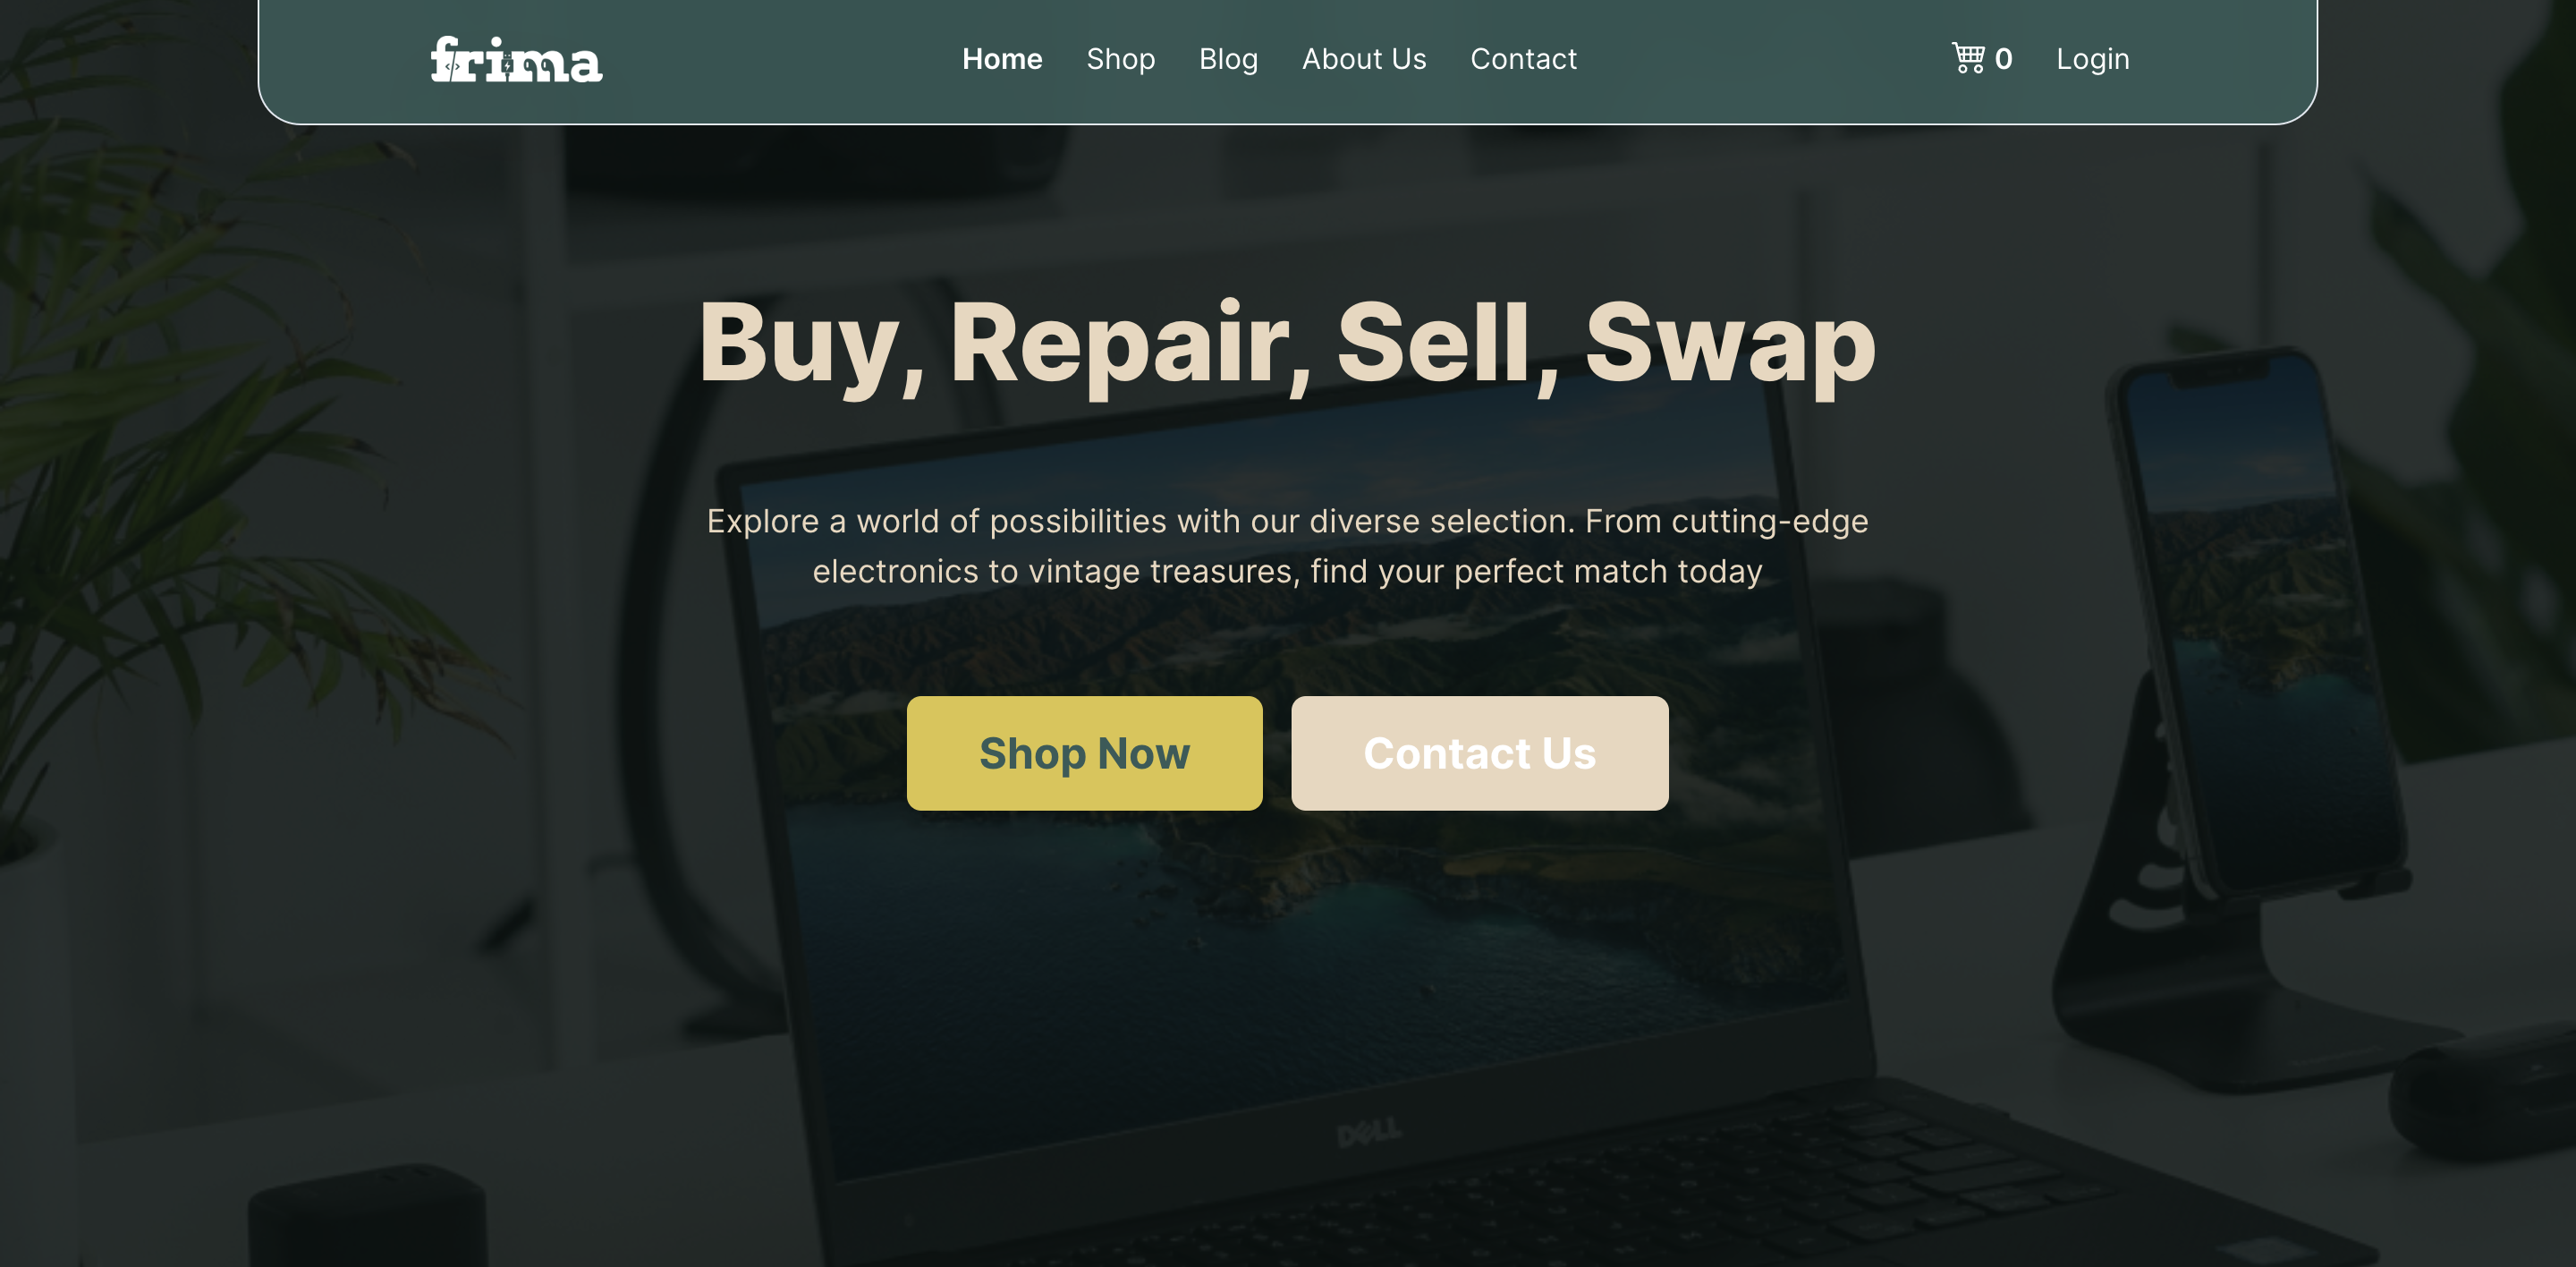 frima
Home Shop Blog About Us Contact
0 Login
Buy, Repair, Sell, Swap
Explore a world of possibilities with our diverse selection. From cutting-edge
electronics to vintage treasures, find your perfect match today
Shop Now Contact Us
DELL